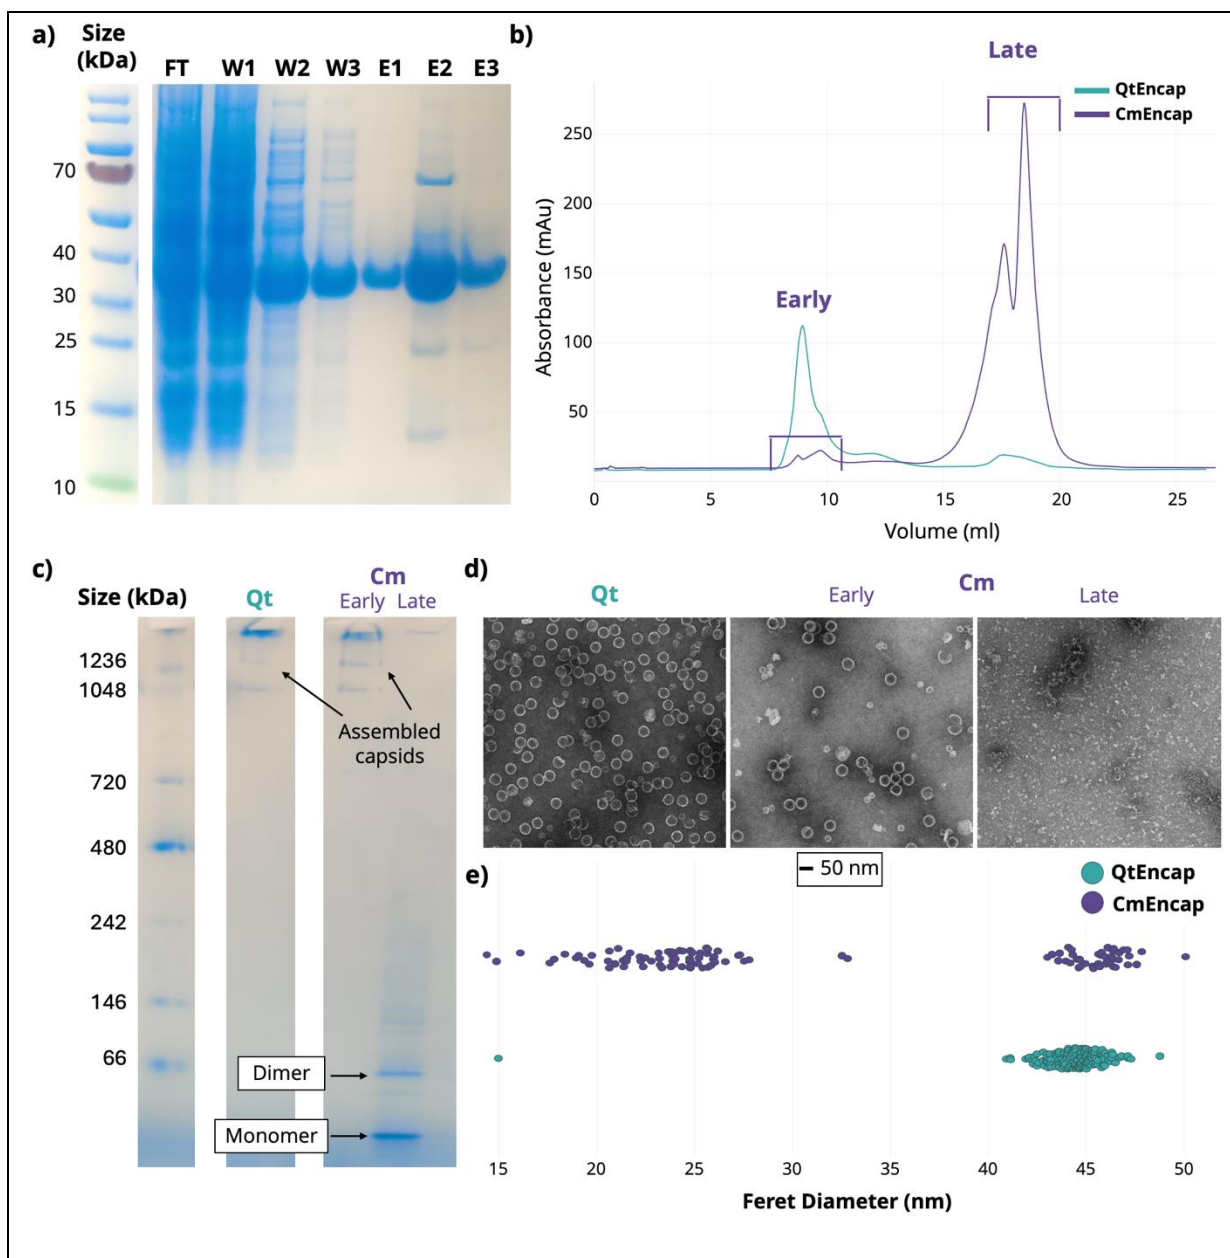 a)
Size
(kDa)
FT W1 W2 W3 E1 E2 E3
70
40
30
25
15
10
b)
Late
QtEncap
CmEncap
Early
Absorbance (mAu)
250
200
150
100
50
0 5 10 15 20 25
Volume (ml)
c)
Size (kDa)
Qt
Cm
Early Late
1236
1048
720
480
242
146
66
Assembled
capsids
Dimer
Monomer
d)
Qt
Cm
Early
Late
50 nm
e)
QtEncap
CmEncap
15 20 25 30 35 40 45 50
Feret Diameter (nm)